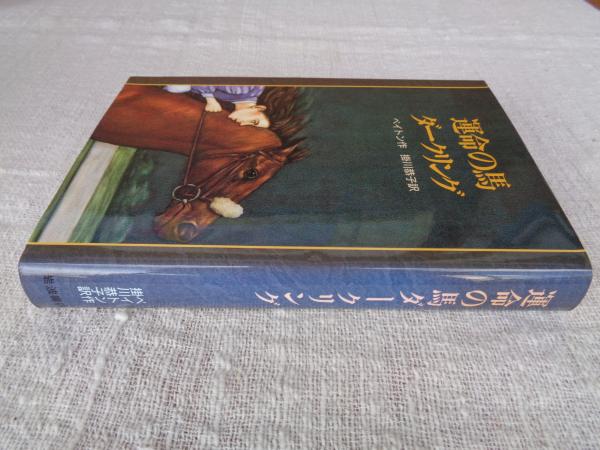 運命の馬
ダークリング
ペイトン作 掛川恭子訳
運命の馬ダークリング
ペイトン作
掛川恭子訳